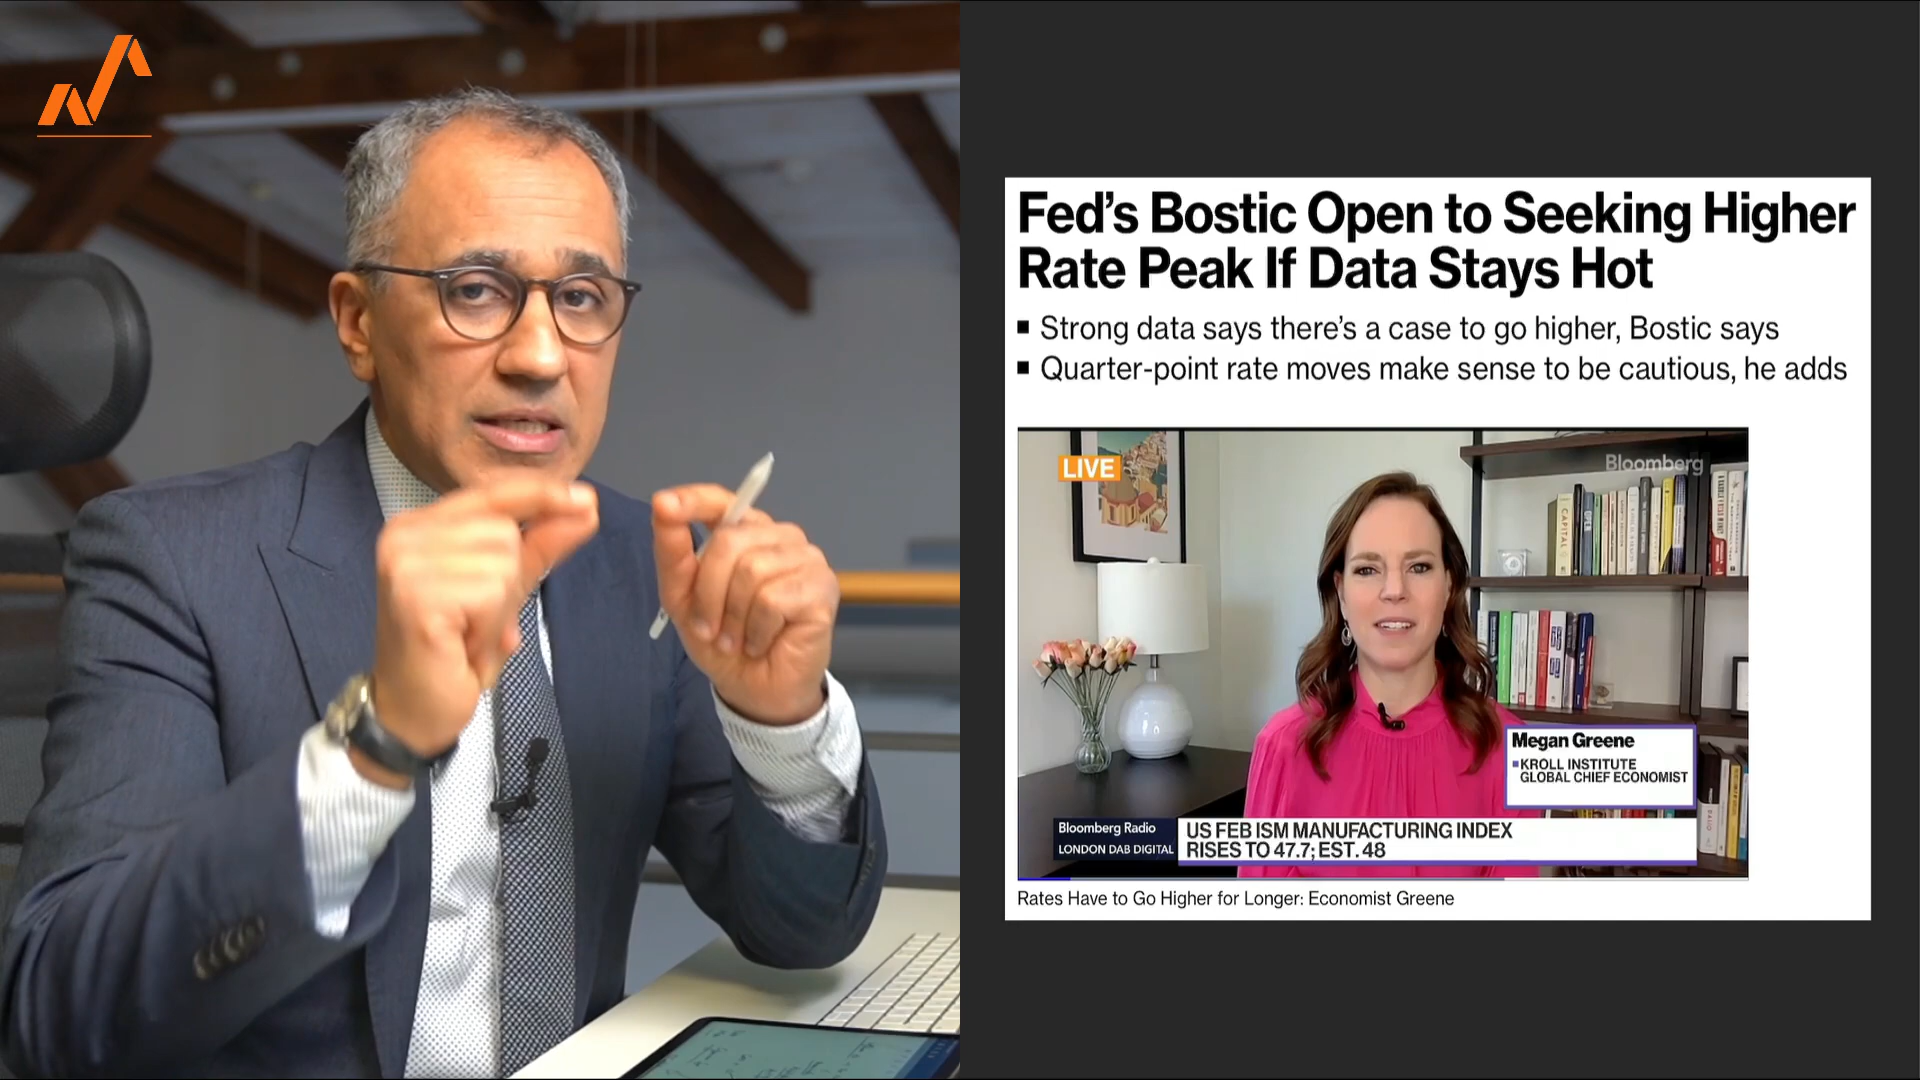 Fed's Bostic Open to Seeking Higher
Rate Peak If Data Stays Hot
▪ Strong data says there's a case to go higher, Bostic says
▪ Quarter-point rate moves make sense to be cautious, he adds
LIVE
Bloomberg
CAPITAL
Megan Greene
▪KROLL INSTITUTE
GLOBAL CHIEF ECONOMIST
Bloomberg Radio
LONDON DAB DIGITAL
US FEB ISM MANUFACTURING INDEX
RISES TO 47.7; EST. 48
Rates Have to Go Higher for Longer: Economist Greene